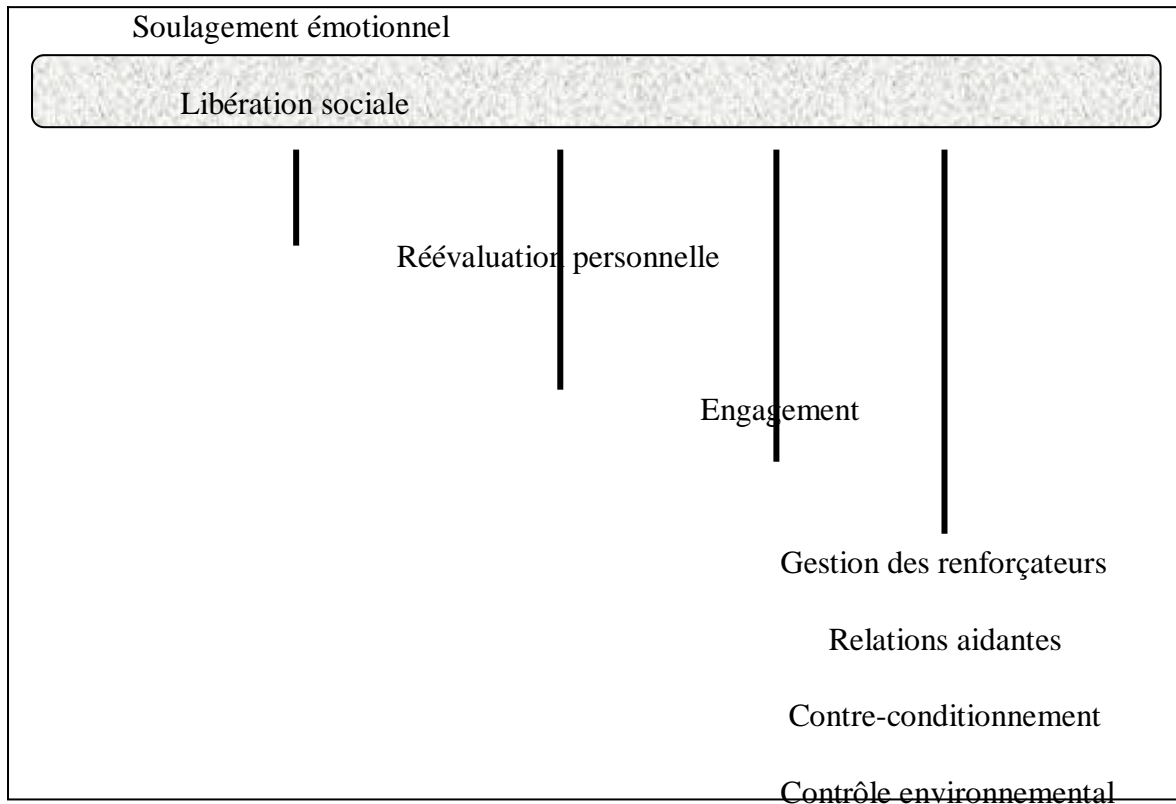 Soulagement émotionnel
Libération sociale
Réévaluation personnelle
Engagement
Gestion des renforçateurs
Relations aidantes
Contre-conditionnement
Contrôle environnemental